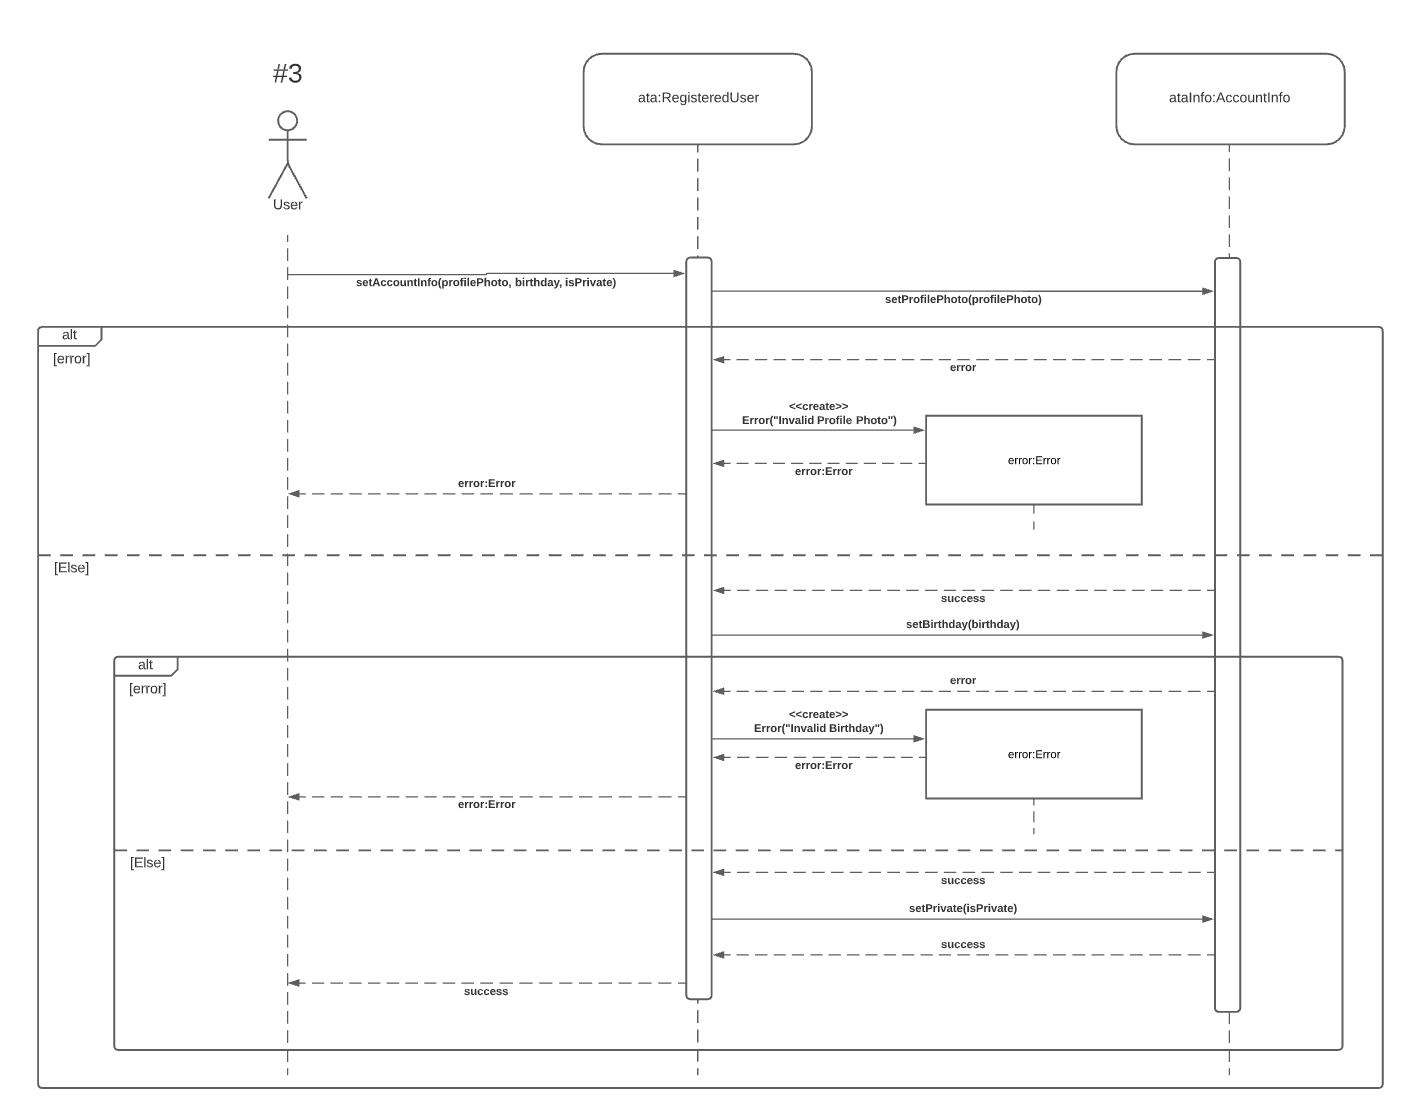 #3
ata:RegisteredUser
ataInfo:AccountInfo
User
setAccountInfo(profilePhoto, birthday, isPrivate)
setProfilePhoto(profilePhoto)
alt
[error]
error
<<create>>
Error("Invalid Profile Photo")
error:Error
error:Error
error:Error
[Else]
success
setBirthday(birthday)
alt
[error]
error
<<create>>
Error("Invalid Birthday")
error:Error
error:Error
error:Error
[Else]
success
setPrivate(isPrivate)
success
success